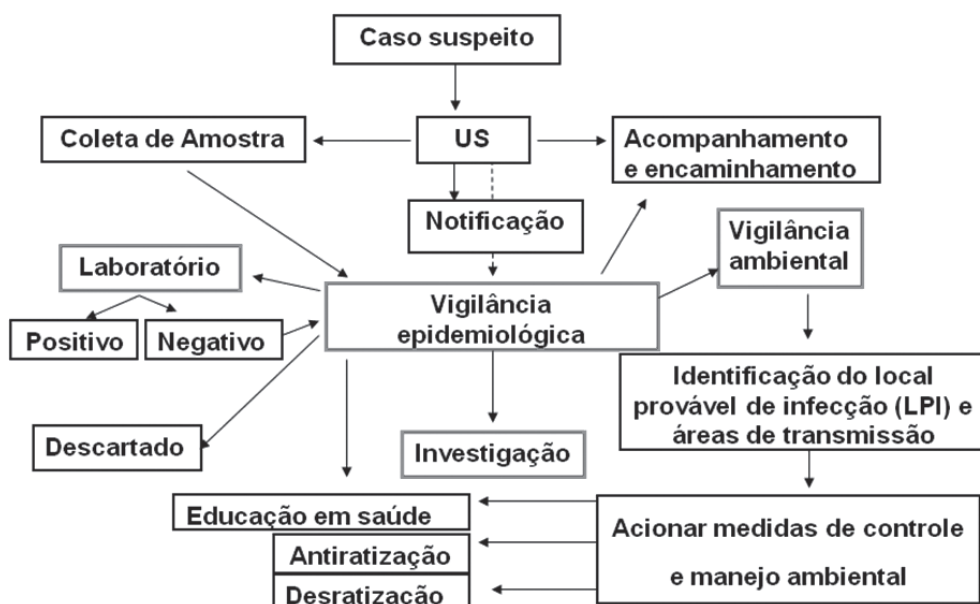 Caso suspeito
Coleta de Amostra
US
Acompanhamento
e encaminhamento
Notificação
Vigilância
ambiental
Laboratório
Vigilância
epidemiológica
Positivo
Negativo
Identificação do local
provável de infecção (LPI) e
áreas de transmissão
Descartado
Investigação
Educação em saúde
Antiratização
Desratização
Acionar medidas de controle
e manejo ambiental